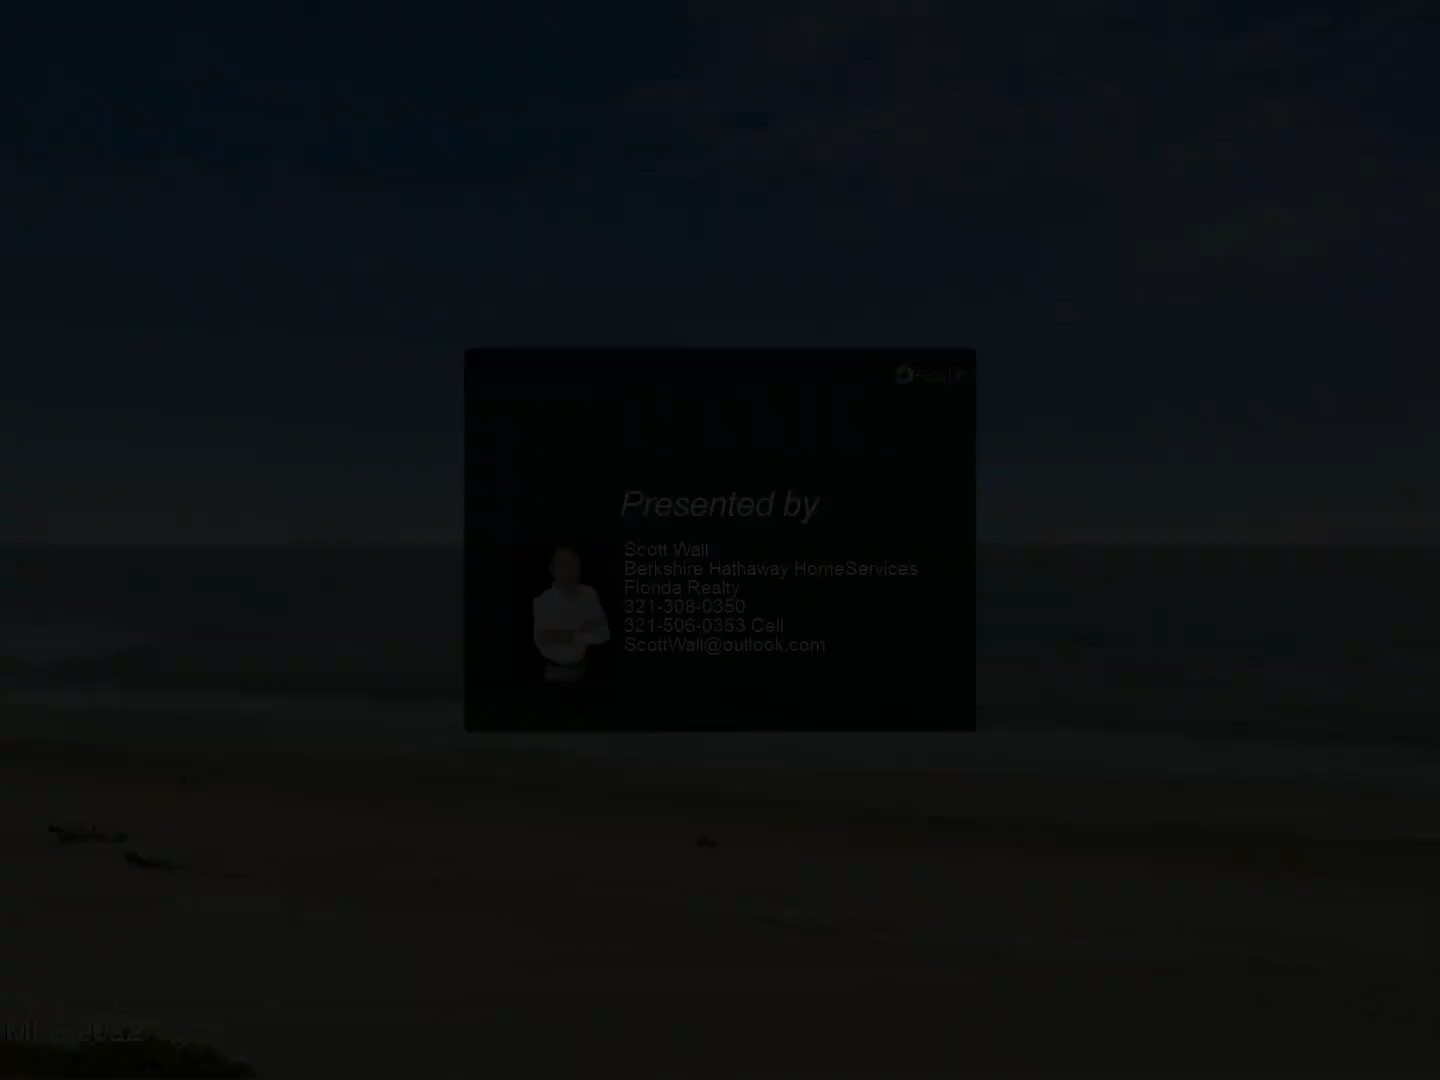 Presented by
Scott Wall
Berkshire Hathaway HomeServices
Florida Realty
321-308-0350
321-506-0353 Cell
ScottWall@outlook.com